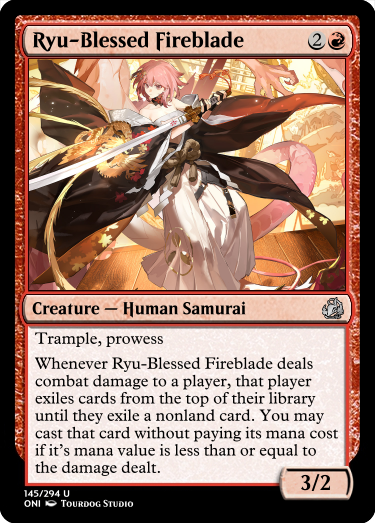 Ryu-Blessed Fireblade 2
Creature — Human Samurai
Trample, prowess
Whenever Ryu-Blessed Fireblade deals
combat damage to a player, that player
exiles cards from the top of their library
until they exile a nonland card. You may
cast that card without paying its mana cost
if it's mana value is less than or equal to
the damage dealt.
3/2
145/294 U
ONI Tourdog Studio